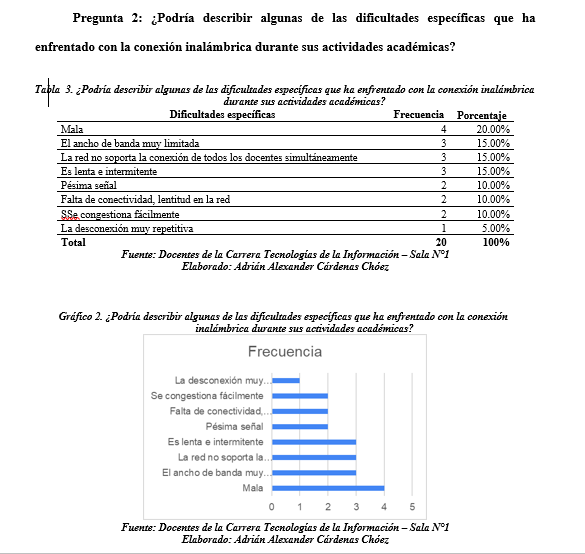 Pregunta 2: ¿Podría describir algunas de las dificultades específicas que ha
enfrentado con la conexión inalámbrica durante sus actividades académicas?
Tabla 3. ¿Podría describir algunas de las dificultades específicas que ha enfrentado con la conexión inalámbrica
durante sus actividades académicas?
Dificultades específicas Frecuencia Porcentaje
Mala 4 20.00%
El ancho de banda muy limitada 3 15.00%
La red no soporta la conexión de todos los docentes simultáneamente 3 15.00%
Es lenta e intermitente 3 15.00%
Pésima señal 2 10.00%
Falta de conectividad, lentitud en la red 2 10.00%
SSe congestiona fácilmente 2 10.00%
La desconexión muy repetitiva 1 5.00%
Total 20 100%
Fuente: Docentes de la Carrera Tecnologías de la Información – Sala N°1
Elaborado: Adrián Alexander Cárdenas Chóez
Gráfico 2. ¿Podría describir algunas de las dificultades específicas que ha enfrentado con la conexión
inalámbrica durante sus actividades académicas?
Frecuencia
La desconexión muy...
Se congestiona fácilmente
Falta de conectividad,...
Pésima señal
Es lenta e intermitente
La red no soporta la...
El ancho de banda muy...
Mala
0 1 2 3 4 5
Fuente: Docentes de la Carrera Tecnologías de la Información – Sala N°1
Elaborado: Adrián Alexander Cárdenas Chóez